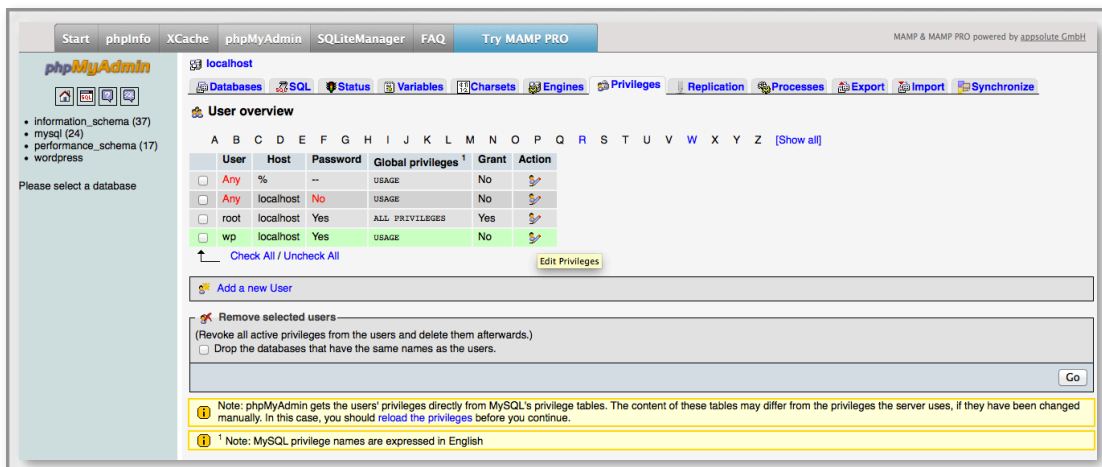 Start phpInfo XCache phpMyAdmin SQLiteManager FAQ Try MAMP PRO MAMP & MAMP PRO powered by appsolute GmbH
phpMyAdmin
SQL
information_schema (37)
mysql (24)
performance_schema (17)
wordpress
Please select a database
localhost
Databases SQL Status Variables Charsets Engines Privileges Replication Processes Export Import Synchronize
User overview
A B C D E F G H I J K L M N O P Q R S T U V W X Y Z [Show all]
User Host Password Global privileges 1 Grant Action
Any % -- USAGE No
Any localhost No USAGE No
root localhost Yes ALL PRIVILEGES Yes
wp localhost Yes USAGE No
Check All / Uncheck All
Edit Privileges
Add a new User
Remove selected users
(Revoke all active privileges from the users and delete them afterwards.)
Drop the databases that have the same names as the users.
Go
Note: phpMyAdmin gets the users' privileges directly from MySQL's privilege tables. The content of these tables may differ from the privileges the server uses, if they have been changed
manually. In this case, you should reload the privileges before you continue.
1 Note: MySQL privilege names are expressed in English